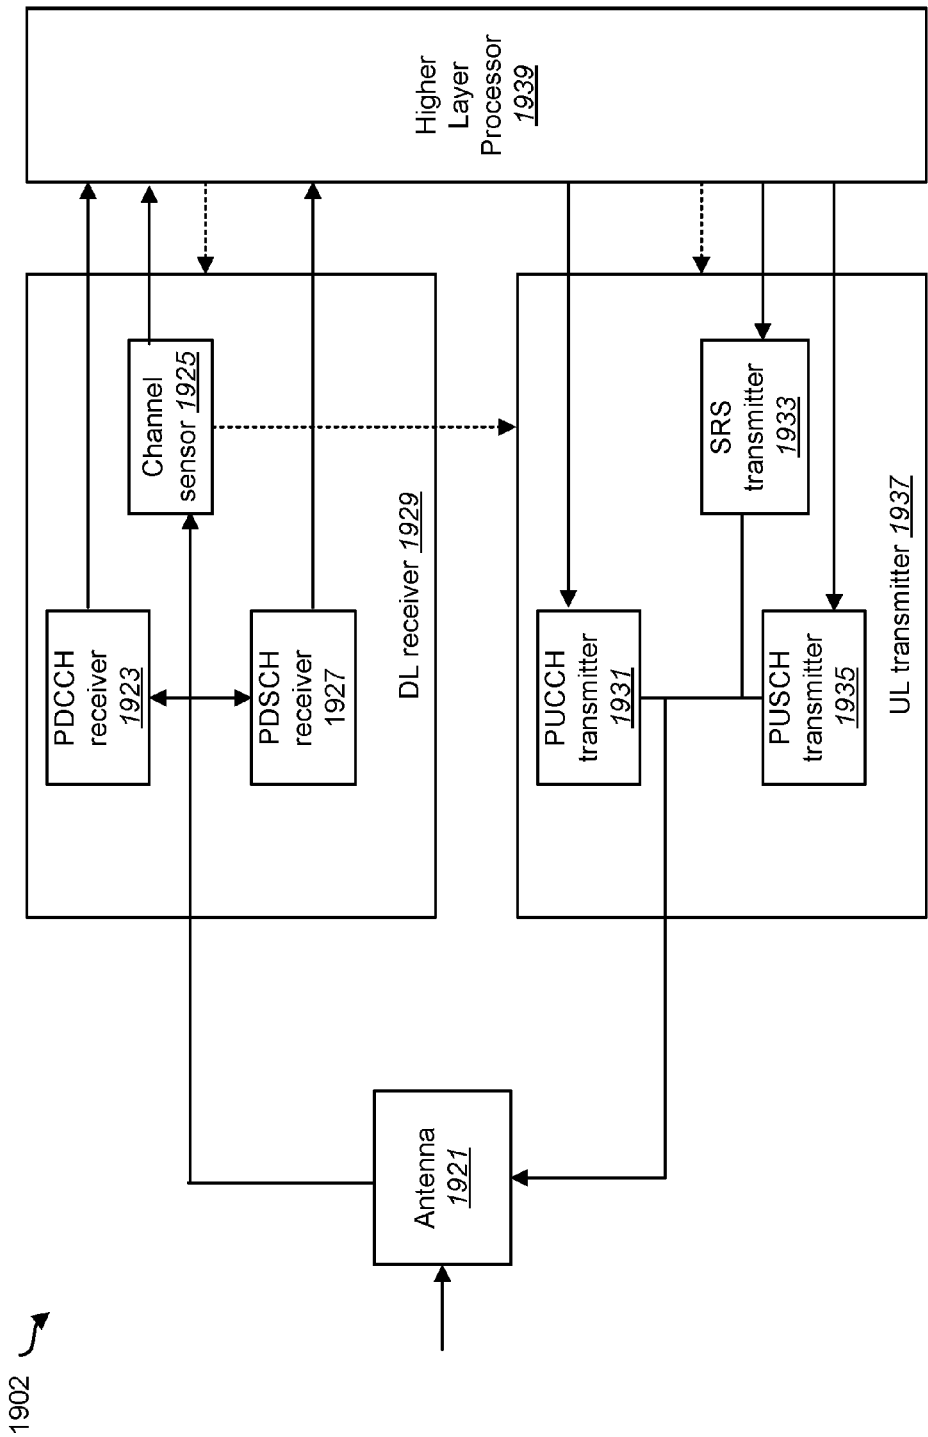 1902
Antenna
1921
PDCCH
receiver
1923
Channel
sensor 1925
PDSCH
receiver
1927
DL receiver 1929
PUCCH
transmitter
1931
SRS
transmitter
1933
PUSCH
transmitter
1935
UL transmitter 1937
Higher
Layer
Processor
1939